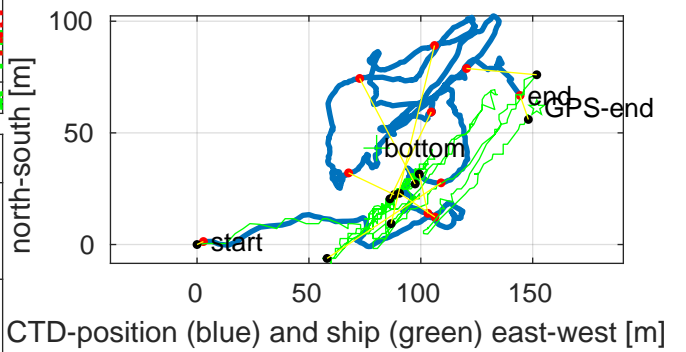 100
50
0
north-south [m]
start
bottom
end
GPS-end
0 50 100 150
CTD-position (blue) and ship (green) east-west [m]